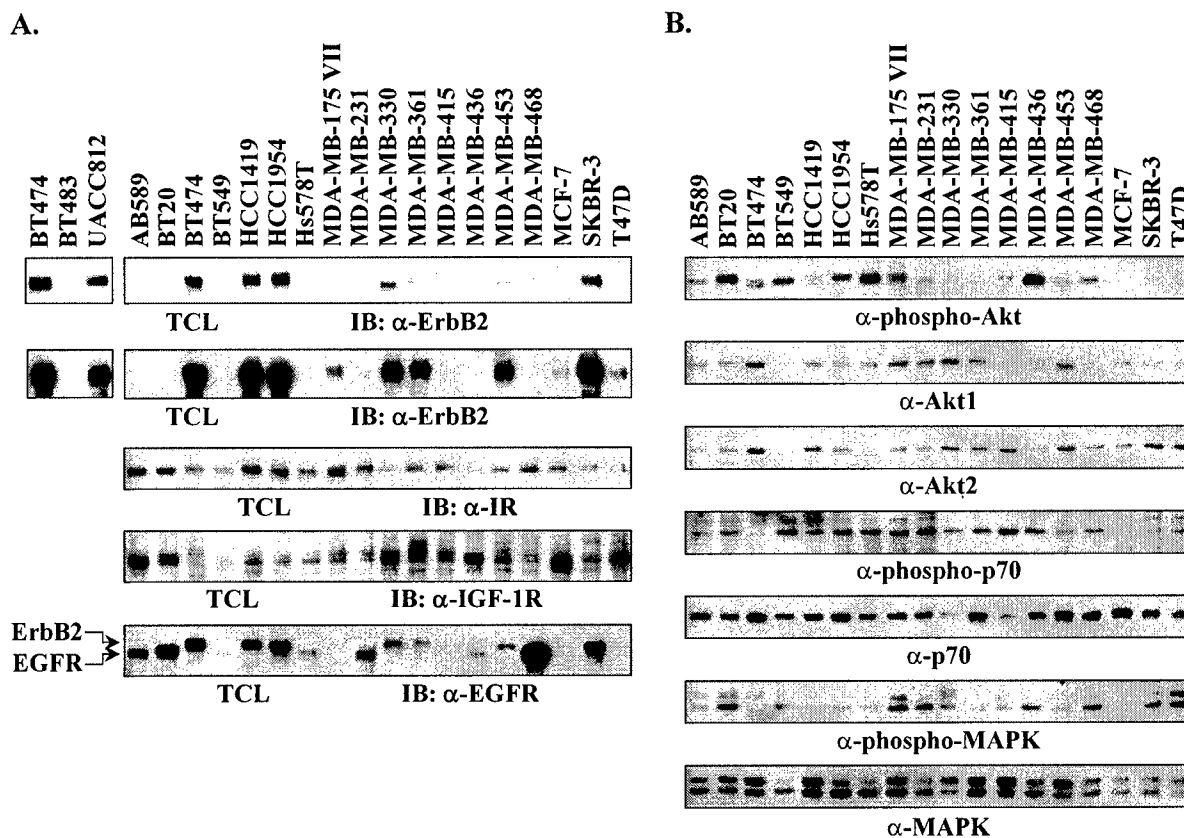 A.
BT474
BT483
UACC812
AB589
BT20
BT474
BT549
HCC1419
HCC1954
Hs578T
MDA-MB-175 VII
MDA-MB-231
MDA-MB-330
MDA-MB-361
MDA-MB-415
MDA-MB-436
MDA-MB-453
MDA-MB-468
MCF-7
SKBR-3
T47D
TCL IB: α-ErbB2
TCL IB: α-ErbB2
TCL IB: α-IR
TCL IB: α-IGF-1R
ErbB2
EGFR
TCL IB: α-EGFR
B.
AB589
BT20
BT474
BT549
HCC1419
HCC1954
Hs578T
MDA-MB-175 VII
MDA-MB-231
MDA-MB-330
MDA-MB-361
MDA-MB-415
MDA-MB-436
MDA-MB-453
MDA-MB-468
MCF-7
SKBR-3
T47D
α-phospho-Akt
α-Akt1
α-Akt2
α-phospho-p70
α-p70
α-phospho-MAPK
α-MAPK